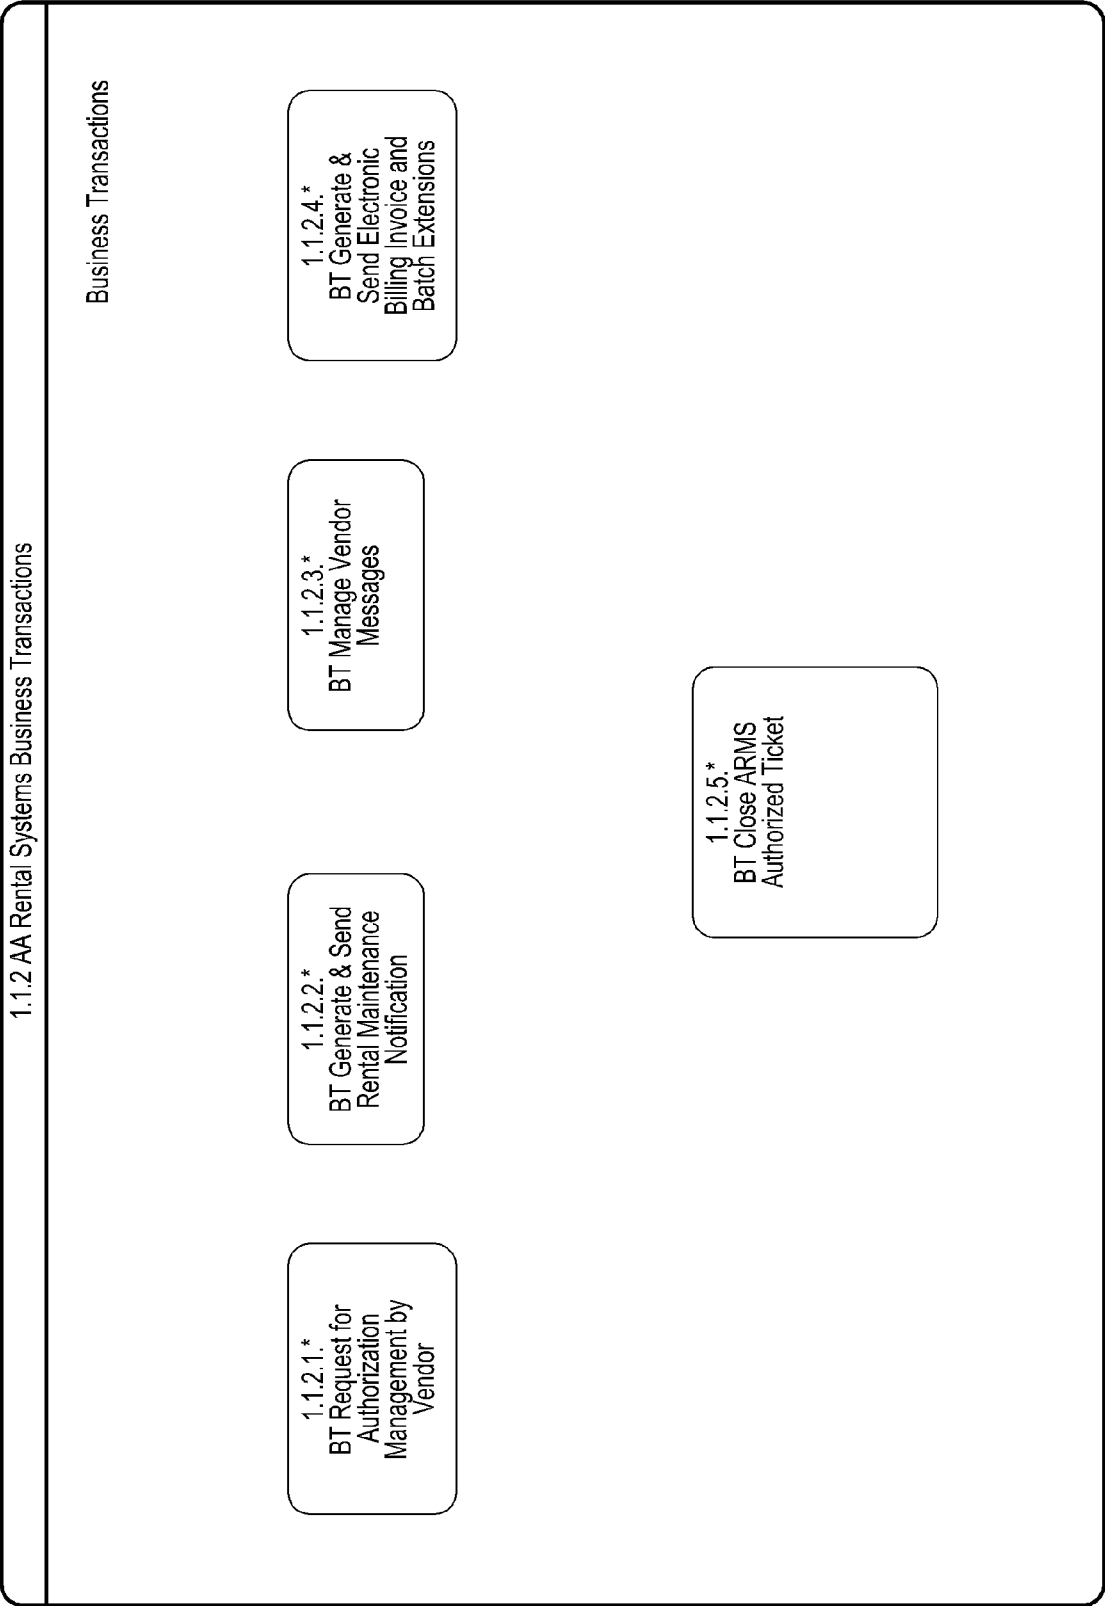 1.1.2 AA Rental Systems Business Transactions
Business Transactions
1.1.2.1.*
BT Request for
Authorization
Management by
Vendor
1.1.2.2.*
BT Generate & Send
Rental Maintenance
Notification
1.1.2.3.*
BT Manage Vendor
Messages
1.1.2.4.*
BT Generate &
Send Electronic
Billing Invoice and
Batch Extensions
1.1.2.5.*
BT Close ARMS
Authorized Ticket